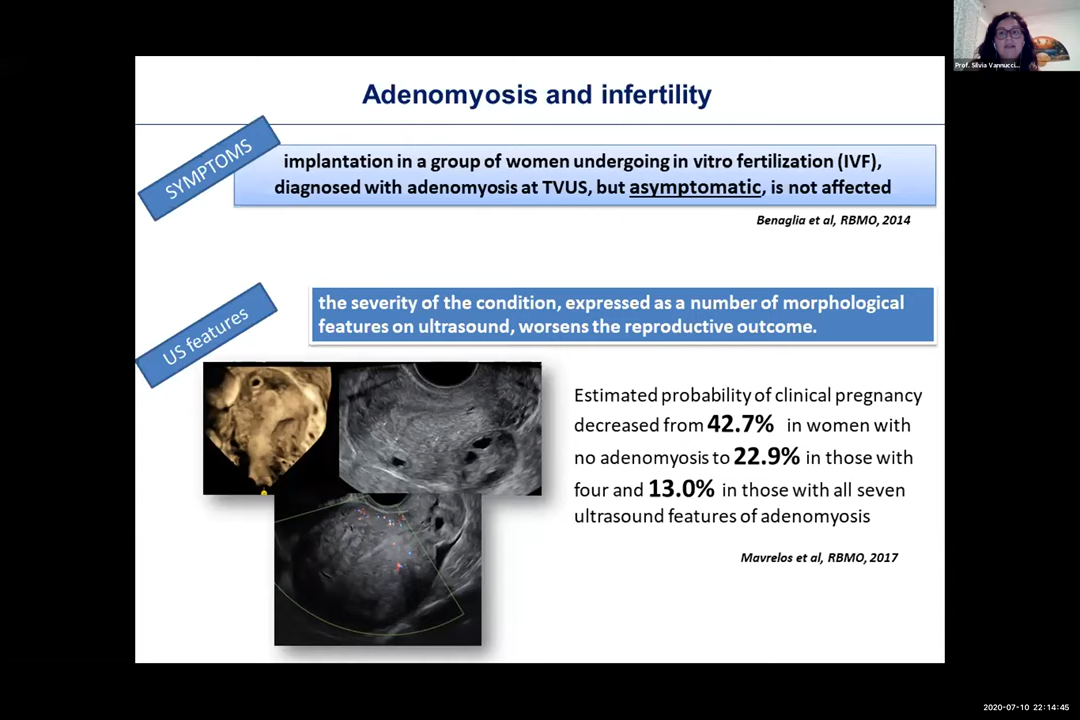 Prof. Silvia Vannucci...
Adenomyosis and infertility
SYMPTOMS
implantation in a group of women undergoing in vitro fertilization (IVF),
diagnosed with adenomyosis at TVUS, but asymptomatic, is not affected
Benaglia et al, RBMO, 2014
US features
the severity of the condition, expressed as a number of morphological
features on ultrasound, worsens the reproductive outcome.
Estimated probability of clinical pregnancy
decreased from 42.7% in women with
no adenomyosis to 22.9% in those with
four and 13.0% in those with all seven
ultrasound features of adenomyosis
Mavrelos et al, RBMO, 2017
2020-07-10 22:14:45